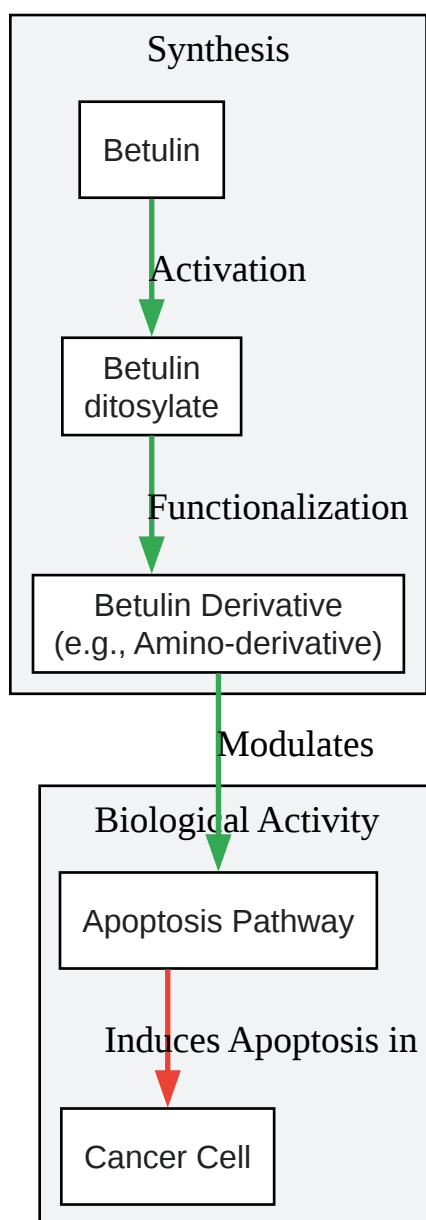 Synthesis
Betulin
Activation
Betulin
ditosylate
Functionalization
Betulin Derivative
(e.g., Amino-derivative)
Modulates
Biological Activity
Apoptosis Pathway
Induces Apoptosis in
Cancer Cell